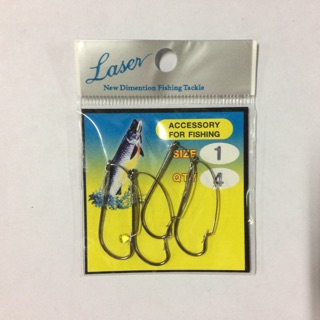 Laser
New Dimention Fishing Tackle
ACCESSORY
FOR FISHING
SIZE 1
QTY 4